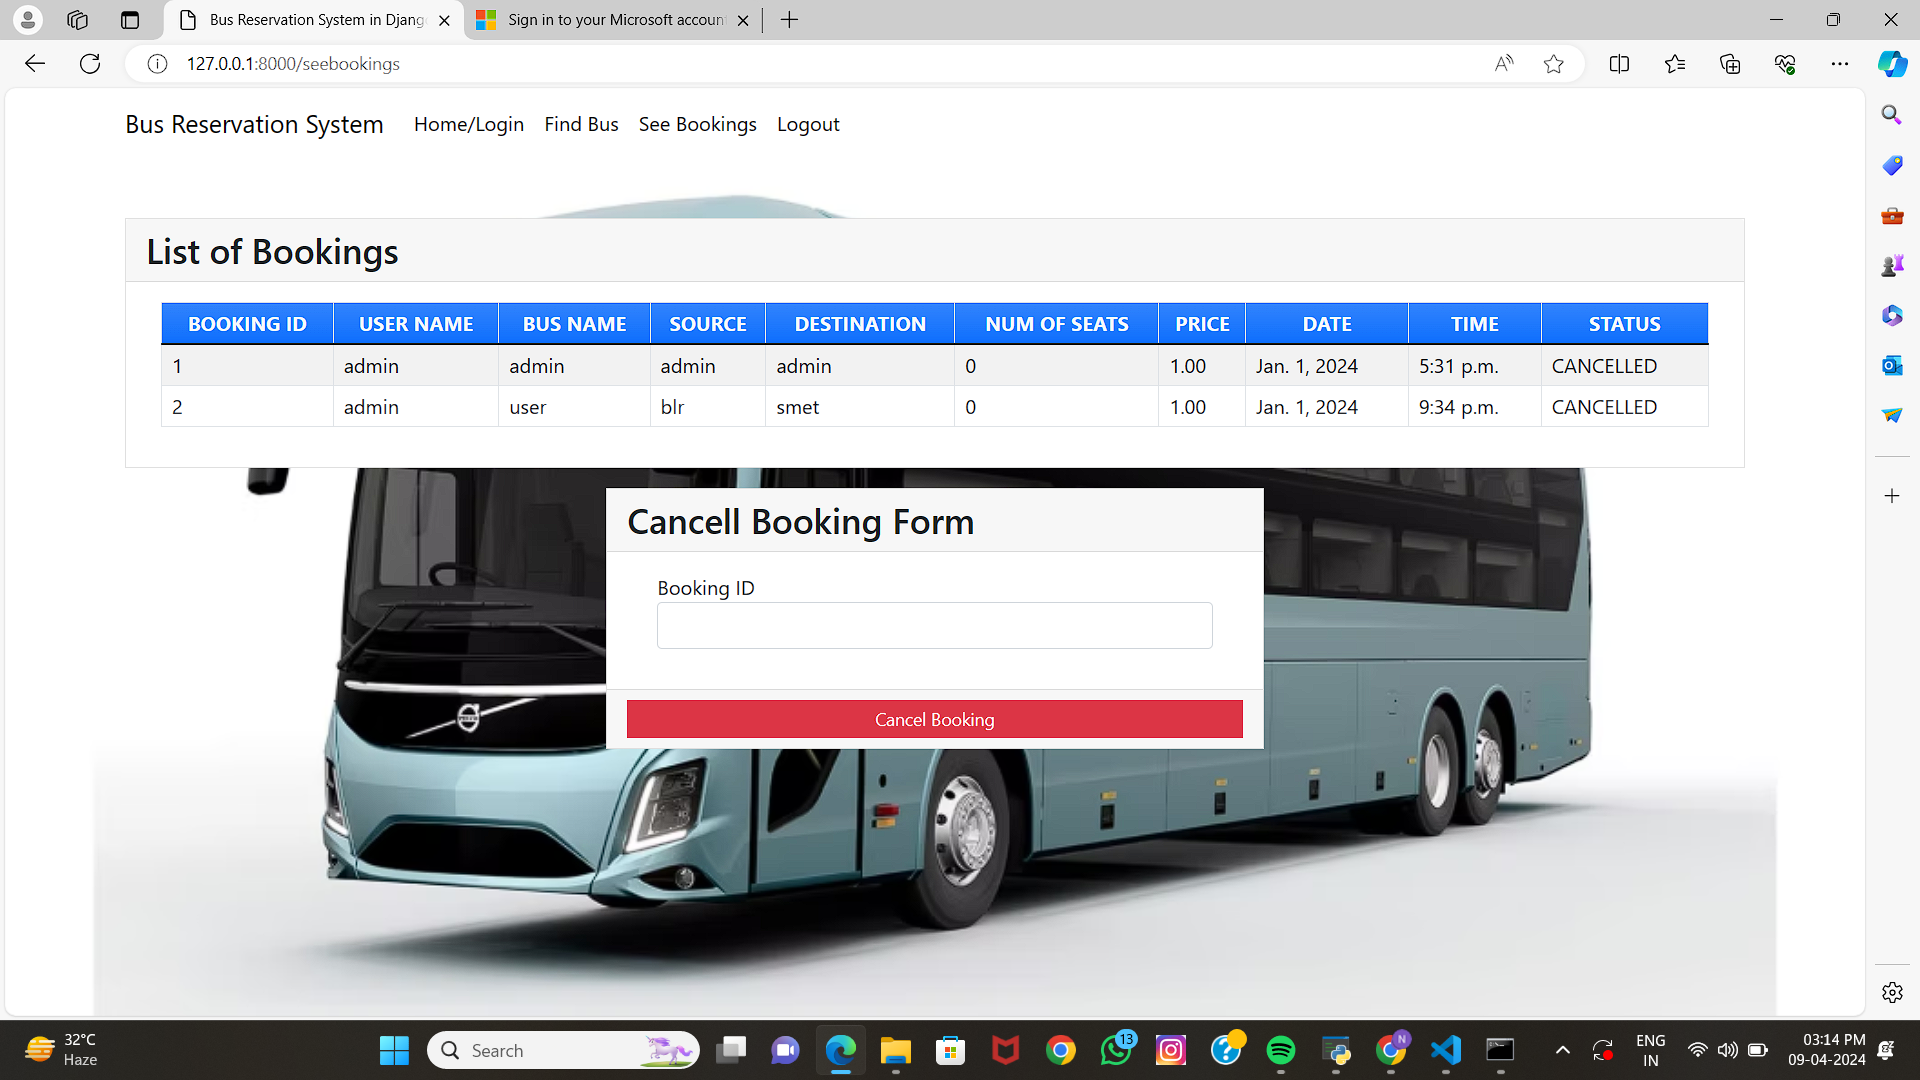 Bus Reservation System in Djang
Sign in to your Microsoft accoun
127.0.0.1:8000/seebookings
Bus Reservation System Home/Login Find Bus See Bookings Logout
List of Bookings
BOOKING ID USER NAME BUS NAME SOURCE DESTINATION NUM OF SEATS PRICE DATE TIME STATUS
1 admin admin admin admin 0 1.00 Jan. 1, 2024 5:31 p.m. CANCELLED
2 admin user blr smet 0 1.00 Jan. 1, 2024 9:34 p.m. CANCELLED
Cancell Booking Form
Booking ID
Cancel Booking
32°C
Haze
Search
13
N
ENG
IN
03:14 PM
09-04-2024